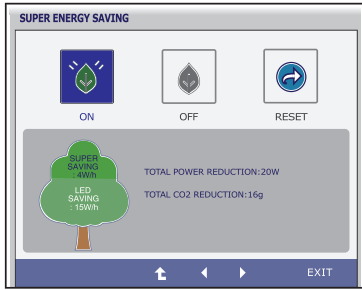 SUPER ENERGY SAVING
ON
OFF
RESET
SUPER
SAVING
: 4W/h
LED
SAVING
: 15W/h
TOTAL POWER REDUCTION:20W
TOTAL CO2 REDUCTION:16g
EXIT